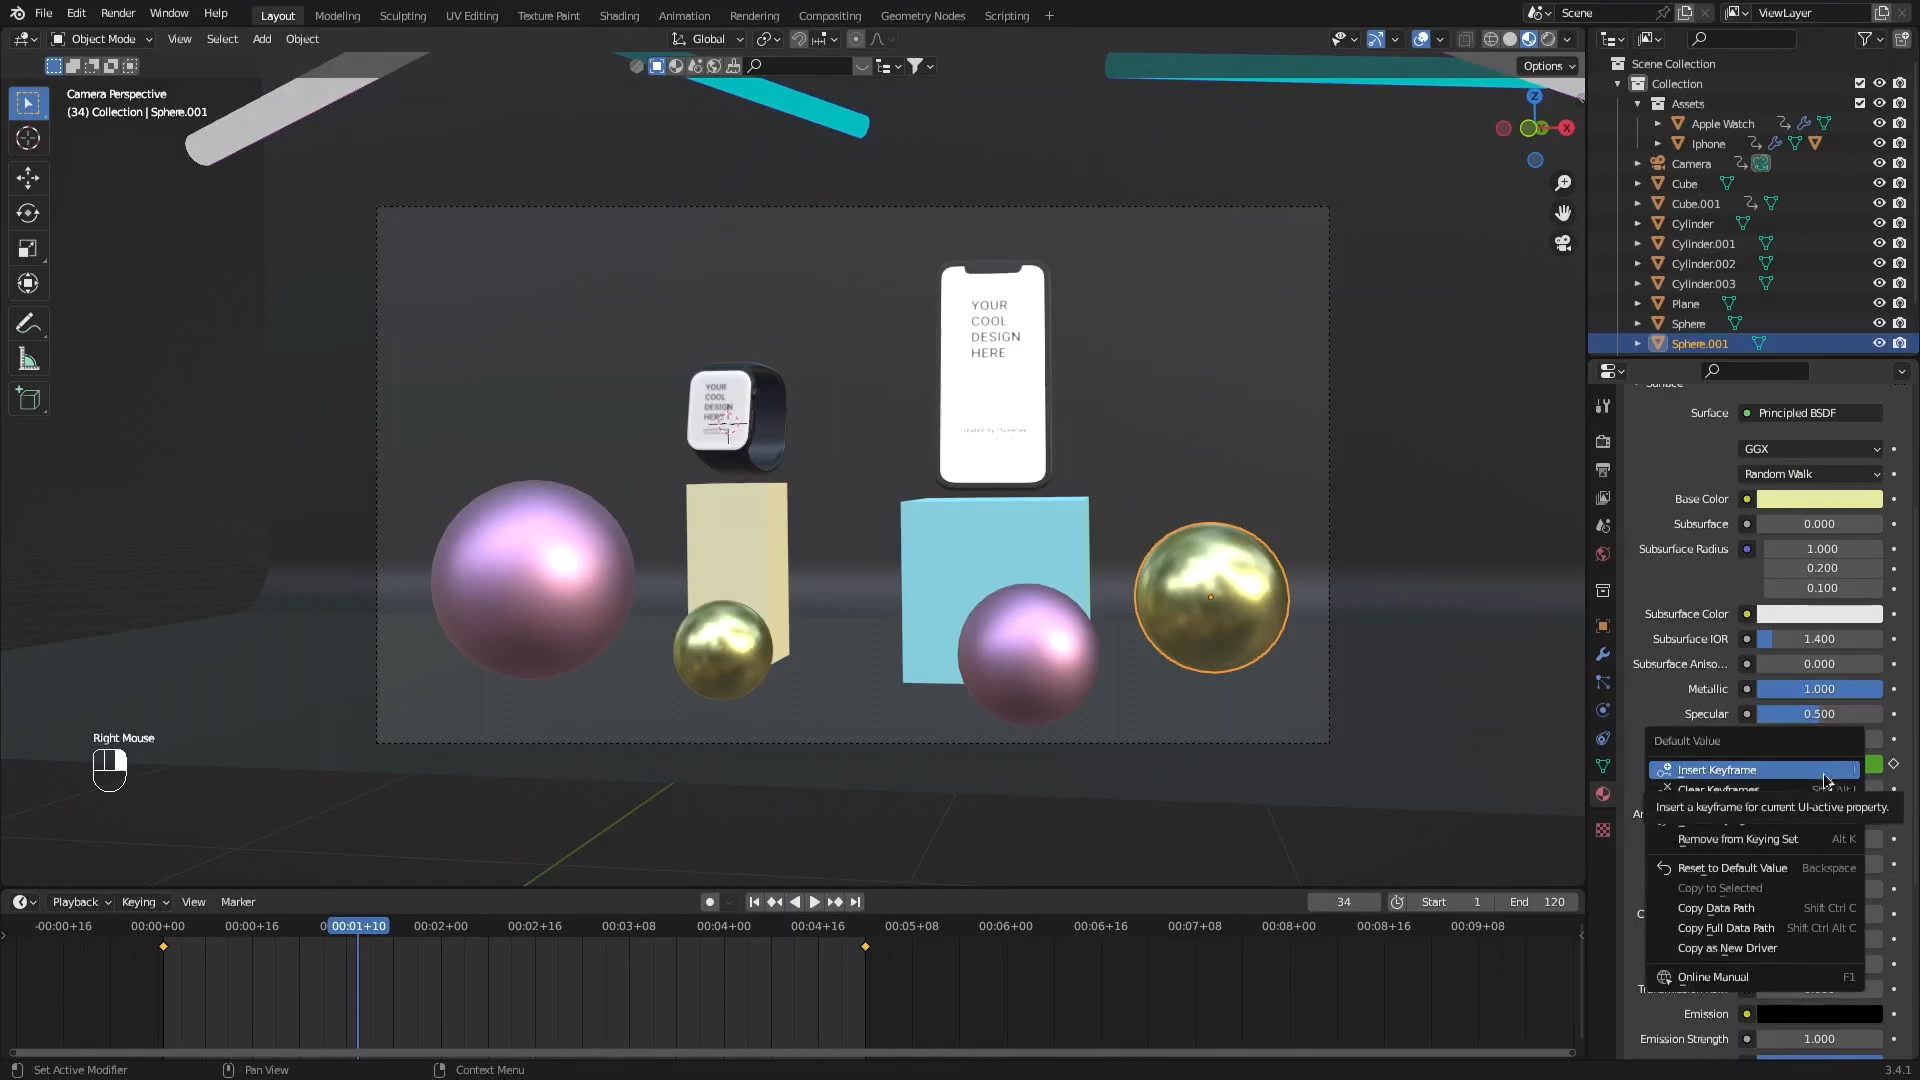 File Edit Render Window Help Layout Modeling Sculpting UV Editing Texture Paint Shading Animation Rendering Compositing Geometry Nodes Scripting + Scene ViewLayer
Object Mode View Select Add Object Global
Options
Camera Perspective
(34) Collection | Sphere.001
Z
X
Scene Collection
Collection
Assets
Apple Watch
Iphone
Camera
Cube
Cube.001
Cylinder
Cylinder.001
Cylinder.002
Cylinder.003
Plane
Sphere
Sphere.001
YOUR
COOL
DESIGN
HERE
YOUR
COOL
DESIGN
HERE
Right Mouse
Surface
Surface Principled BSDF
GGX
Random Walk
Base Color
Subsurface 0.000
Subsurface Radius 1.000
0.200
0.100
Subsurface Color
Subsurface IOR 1.400
Subsurface Aniso... 0.000
Metallic 1.000
Specular 0.500
Default Value
Insert Keyframe I
Clear Keyframes
Insert a keyframe for current UI-active property.
Remove from Keying Set Alt K
Reset to Default Value Backspace
Copy to Selected
Copy Data Path Shift Ctrl C
Copy Full Data Path Shift Ctrl Alt C
Copy as New Driver
Online Manual F1
Emission
Emission Strength 1.000
Playback Keying View Marker 34 Start 1 End 120
-00:00+16 00:00+00 00:00+16 00:01+10 00:02+00 00:02+16 00:03+08 00:04+00 00:04+16 00:05+08 00:06+00 00:06+16 00:07+08 00:08+00 00:08+16 00:09+08
Set Active Modifier Pan View Context Menu 3.4.1